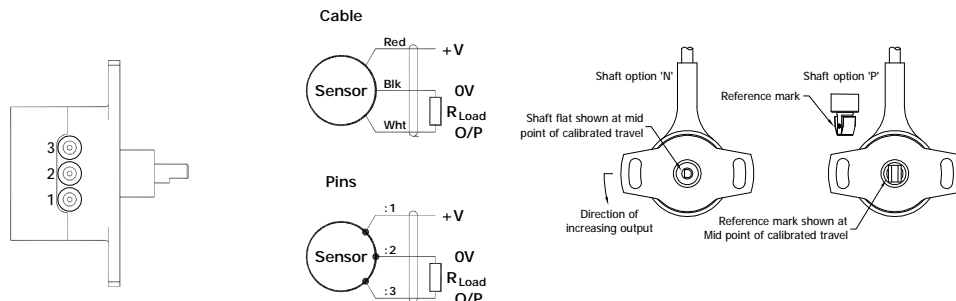 3
2
1
Cable
Red
+V
Sensor
Blk
0V
R Load
Wht
O/P
Pins
:1
+V
Sensor
:2
0V
R Load
:3
O/P
Shaft option 'N'
Shaft flat shown at mid
point of calibrated travel
Direction of
increasing output
Shaft option 'P'
Reference mark
Reference mark shown at
Mid point of calibrated travel